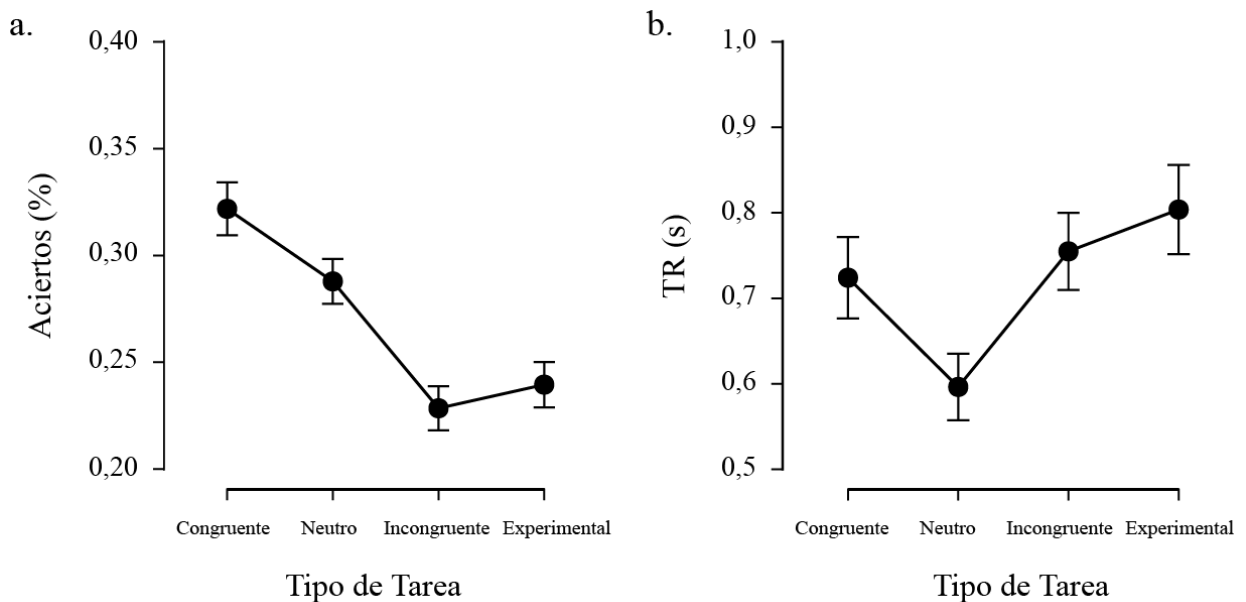 a.
Aciertos (%)
0,40
0,35
0,30
0,25
0,20
Congruente Neutro Incongruente Experimental
Tipo de Tarea
b.
TR (s)
1,0
0,9
0,8
0,7
0,6
0,5
Congruente Neutro Incongruente Experimental
Tipo de Tarea